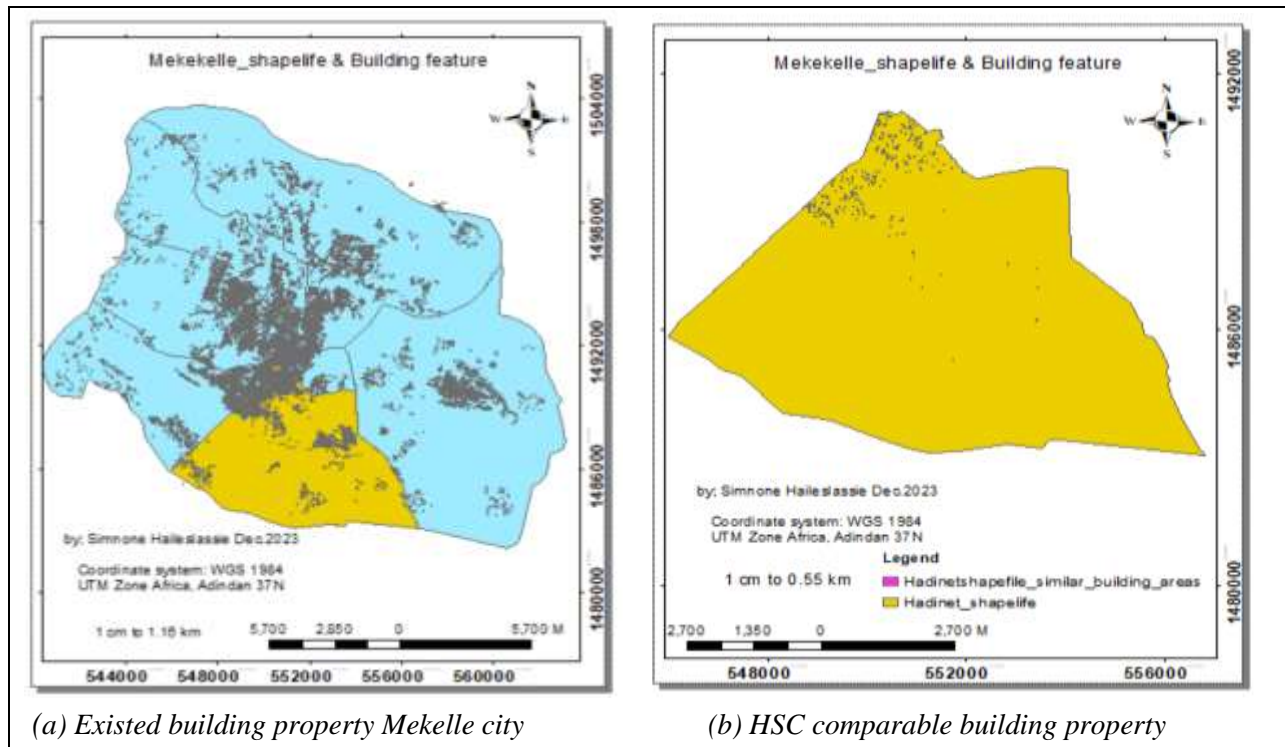 Mekekelle_shapelife & Building feature
N
W E
S
1504000
1498000
1492000
1486000
1480000
by; Simnone Haileslassie Dec.2023
Coordinate system: WGS 1984
UTM Zone Africa, Adindan 37N
1 cm to 1.16 km
5,700 2,850 0 5,700 M
544000 548000 552000 556000 560000
(a) Existed building property Mekelle city
Mekekelle_shapelife & Building feature
N
W E
S
1492000
1486000
1480000
by; Simnone Haileslassie Dec.2023
Coordinate system: WGS 1984
UTM Zone Africa, Adindan 37N
Legend
1 cm to 0.55 km
Hadinetshapefile_similar_building_areas
Hadinet_shapelife
2,700 1,350 0 2,700 M
548000 552000 556000
(b) HSC comparable building property